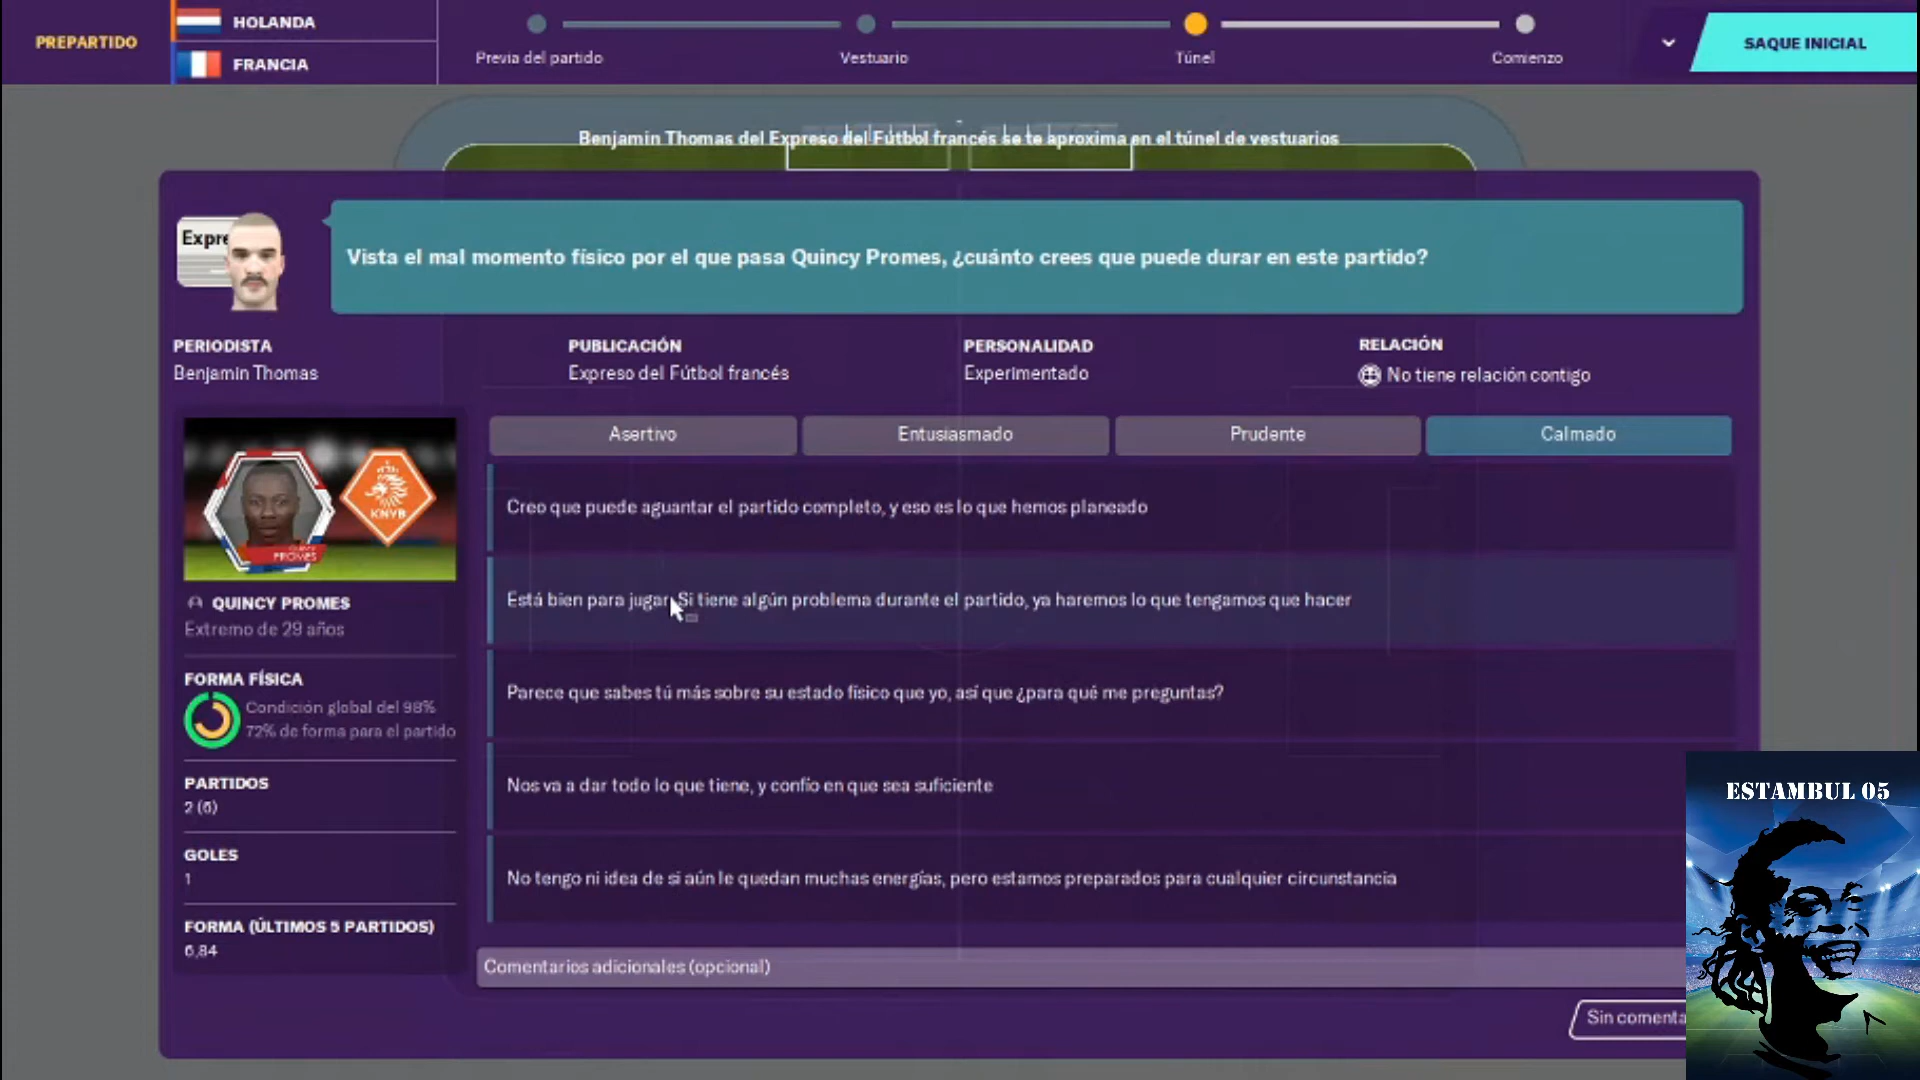 PREPARTIDO
HOLANDA
FRANCIA
Previa del partido
Vestuario
Túnel
Comienzo
SAQUE INICIAL
Benjamin Thomas del Expreso del Fútbol francés se te aproxima en el túnel de vestuarios
Expre
Vista el mal momento físico por el que pasa Quincy Promes, ¿cuánto crees que puede durar en este partido?
PERIODISTA
Benjamin Thomas
PUBLICACIÓN
Expreso del Fútbol francés
PERSONALIDAD
Experimentado
RELACIÓN
No tiene relación contigo
Asertivo
Entusiasmado
Prudente
Calmado
KNVB
QUINCY
PROMES
QUINCY PROMES
Extremo de 29 años
FORMA FÍSICA
Condición global del 98%
72% de forma para el partido
PARTIDOS
2 (6)
GOLES
1
FORMA (ÚLTIMOS 5 PARTIDOS)
6,84
Creo que puede aguantar el partido completo, y eso es lo que hemos planeado
Está bien para jugar. Si tiene algún problema durante el partido, ya haremos lo que tengamos que hacer
Parece que sabes tú más sobre su estado físico que yo, así que ¿para qué me preguntas?
Nos va a dar todo lo que tiene, y confío en que sea suficiente
No tengo ni idea de si aún le quedan muchas energías, pero estamos preparados para cualquier circunstancia
Comentarios adicionales (opcional)
Sin comenta
ESTAMBUL 05